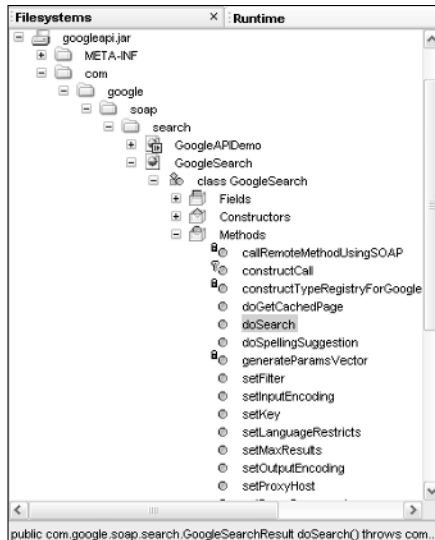 Filesystems × Runtime
googleapi.jar
META-INF
com
google
soap
search
GoogleAPIDemo
GoogleSearch
class GoogleSearch
Fields
Constructors
Methods
callRemoteMethodUsingSOAP
constructCall
constructTypeRegistryForGoogle
doGetCachedPage
doSearch
doSpellingSuggestion
generateParamsVector
setFilter
setInputEncoding
setKey
setLanguageRestricts
setMaxResults
setOutputEncoding
setProxyHost
public com.google.soap.search.GoogleSearchResult doSearch() throws com...